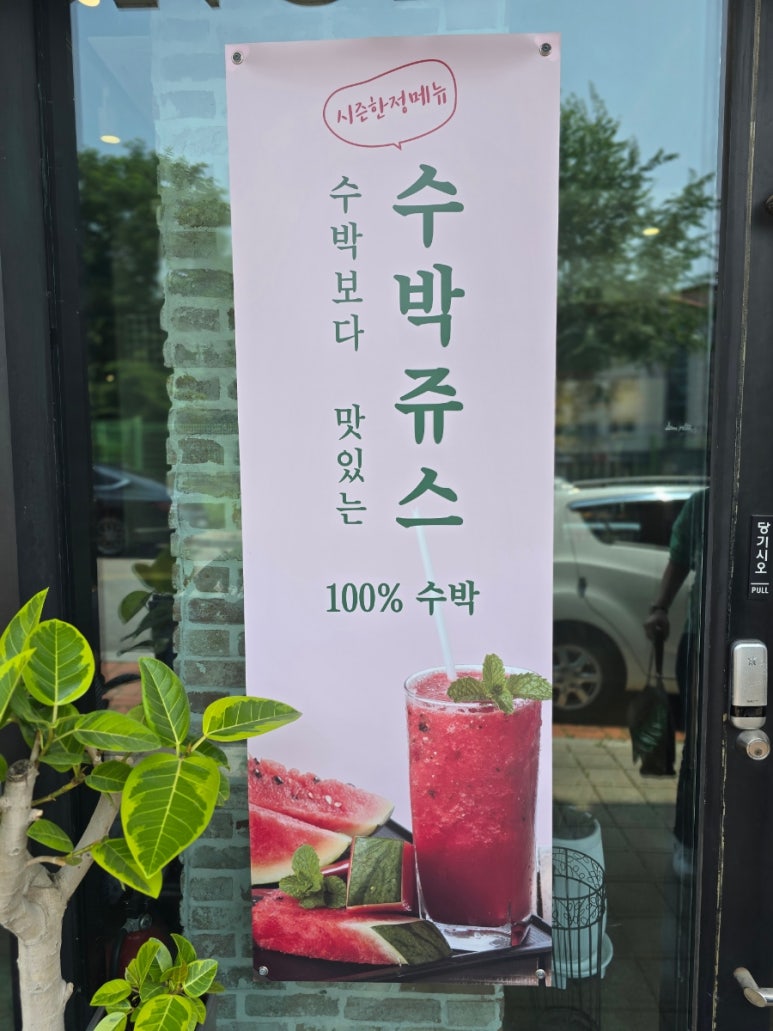 시즌한정메뉴
수박보다 맛있는
수박쥬스
100% 수박
당기시오
PULL